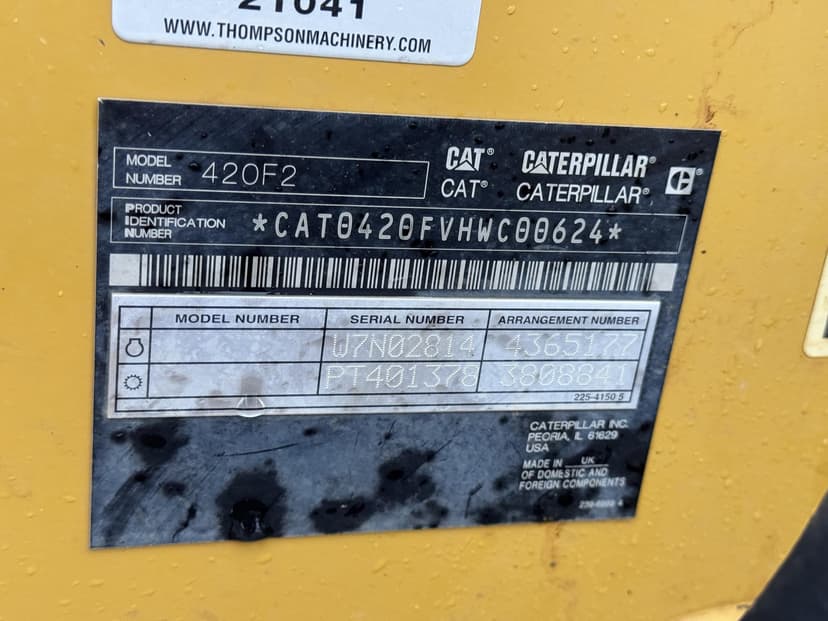 21041
WWW.THOMPSONMACHINERY.COM
MODEL NUMBER 420F2
CAT® CATERPILLAR®
CAT® CATERPILLAR® C ®
PRODUCT IDENTIFICATION NUMBER *CAT0420FVHWC00624*
MODEL NUMBER SERIAL NUMBER ARRANGEMENT NUMBER
W7N02814 4365177
PT401378 3808841
225-4150 5
CATERPILLAR INC.
PEORIA, IL 61629
USA
MADE IN UK
OF DOMESTIC AND
FOREIGN COMPONENTS